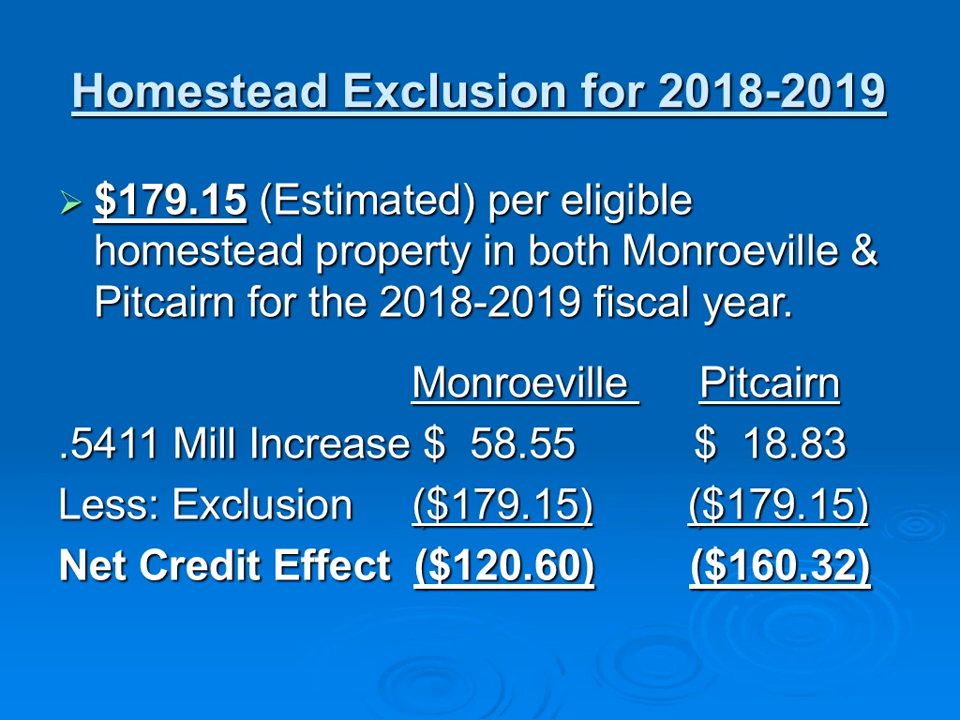 Homestead Exclusion for 2018-2019
$179.15 (Estimated) per eligible
homestead property in both Monroeville &
Pitcairn for the 2018-2019 fiscal year.
Monroeville Pitcairn
.5411 Mill Increase $ 58.55 $ 18.83
Less: Exclusion ($179.15) ($179.15)
Net Credit Effect ($120.60) ($160.32)